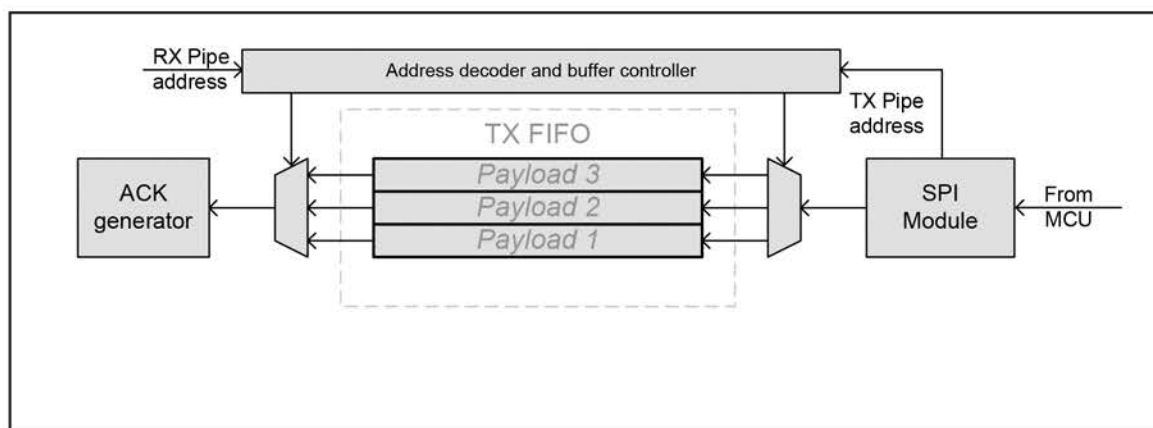 RX Pipe
address
Address decoder and buffer controller
TX Pipe
address
TX FIFO
ACK
generator
Payload 3
Payload 2
Payload 1
SPI
Module
From
MCU